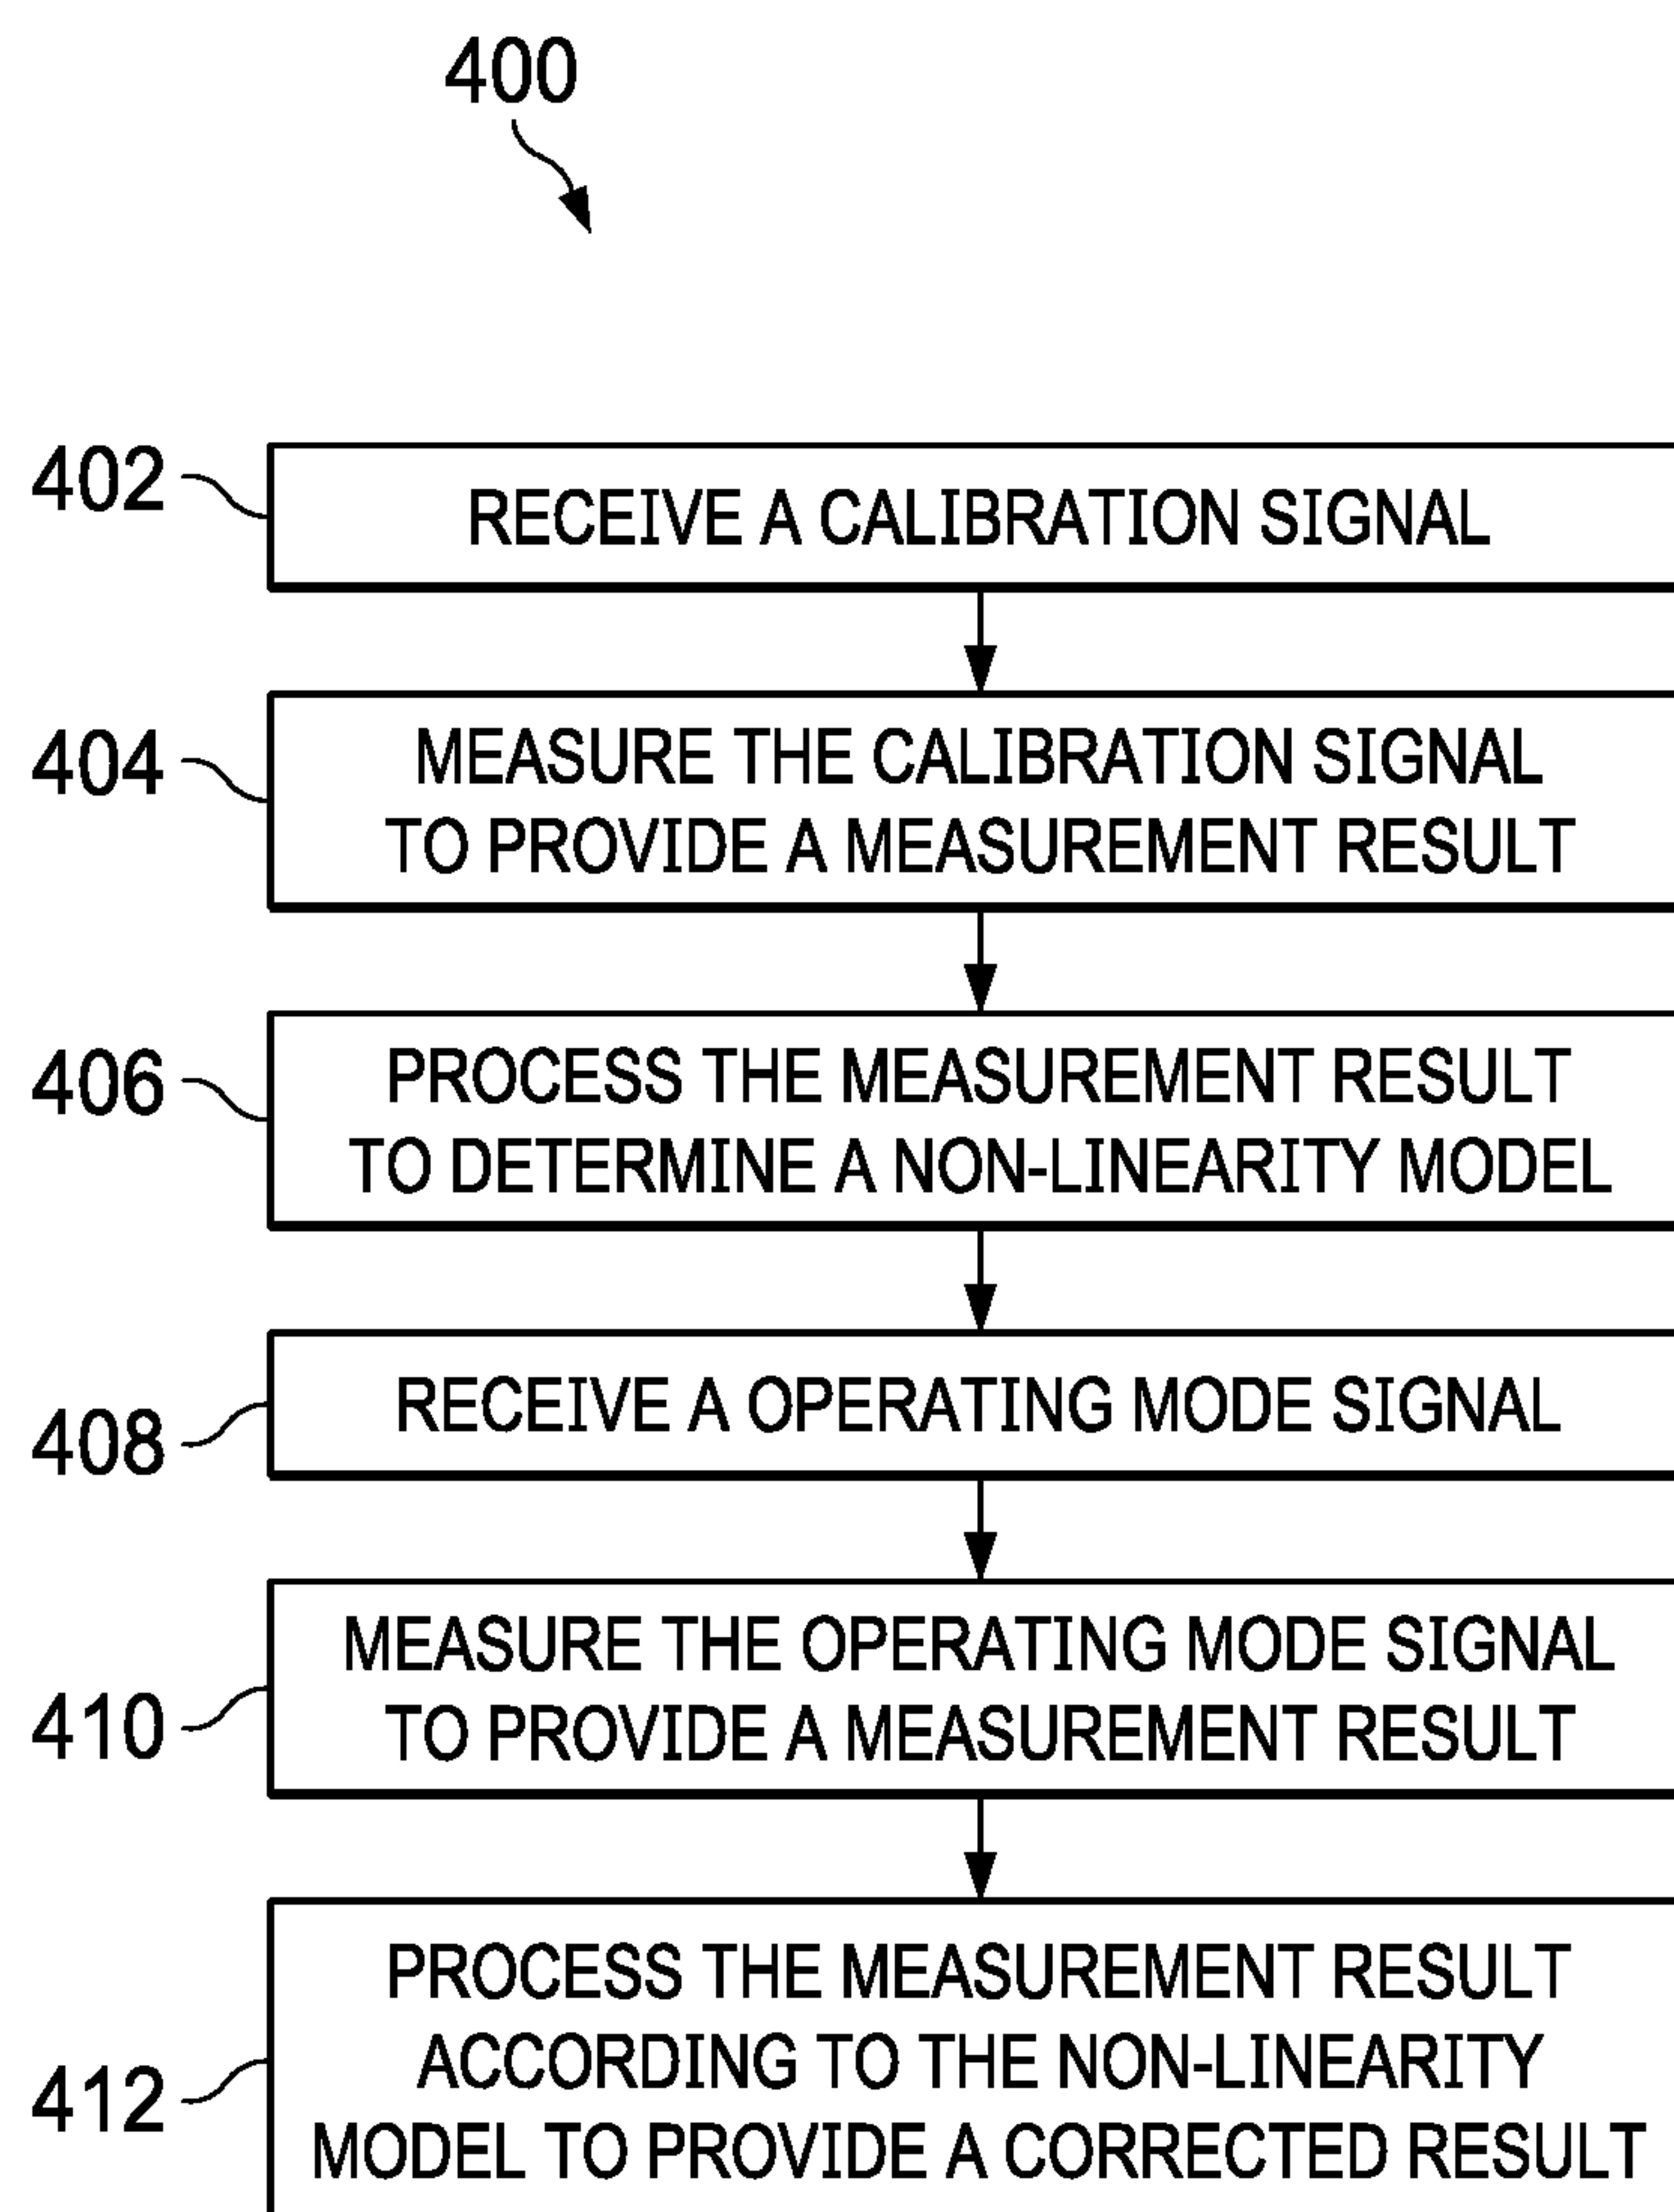 400
402
RECEIVE A CALIBRATION SIGNAL
404
MEASURE THE CALIBRATION SIGNAL
TO PROVIDE A MEASUREMENT RESULT
406
PROCESS THE MEASUREMENT RESULT
TO DETERMINE A NON-LINEARITY MODEL
408
RECEIVE A OPERATING MODE SIGNAL
410
MEASURE THE OPERATING MODE SIGNAL
TO PROVIDE A MEASUREMENT RESULT
412
PROCESS THE MEASUREMENT RESULT
ACCORDING TO THE NON-LINEARITY
MODEL TO PROVIDE A CORRECTED RESULT